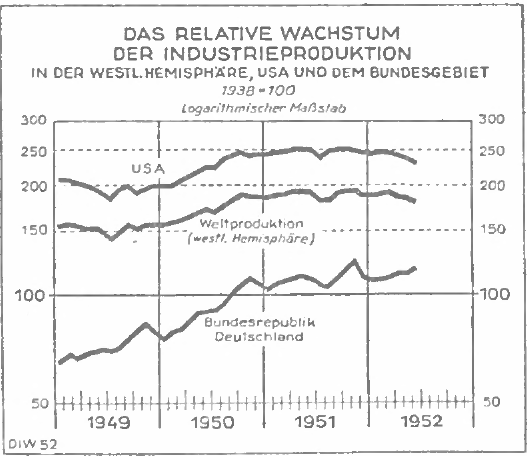 DAS RELATIVE WACHSTUM
DER INDUSTRIEPRODUKTION
IN DER WESTL. HEMISPHÄRE, USA UND DEM BUNDESGEBIET
1938=100
Logarithmischer Maßstab
300 300
250 250
USA
200 200
Weltproduktion
150 150
(westl. Hemisphäre)
100 100
Bundesrepublik
Deutschland
50 50
1949 1950 1951 1952
DIW 52